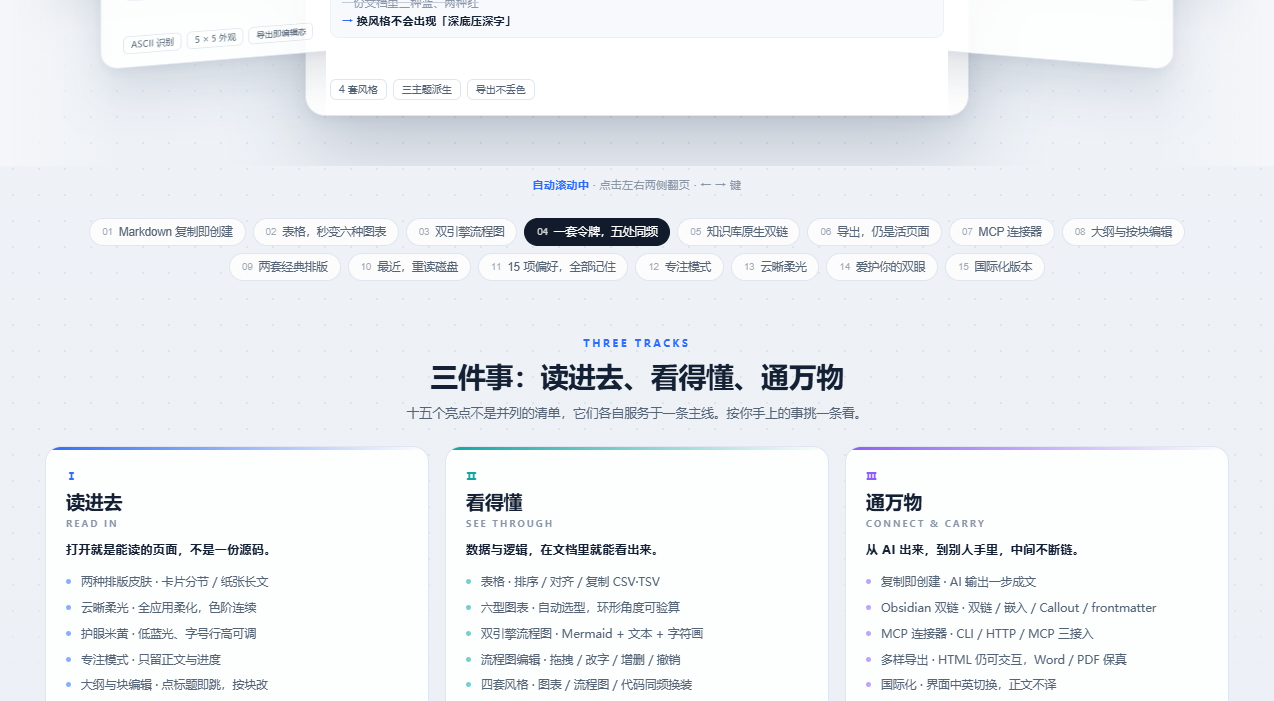 一份文档里三种蓝、两种红
→ 换风格不会出现「深底压深字」
ASCII 识别
5 × 5 外观
导出即编辑态
4 套风格
三主题派生
导出不丢色
自动滚动中 · 点击左右两侧翻页 · ← → 键
01 Markdown 复制即创建
02 表格，秒变六种图表
03 双引擎流程图
04 一套令牌，五处同频
05 知识库原生双链
06 导出，仍是活页面
07 MCP 连接器
08 大纲与按块编辑
09 两套经典排版
10 最近，重读磁盘
11 15 项偏好，全部记住
12 专注模式
13 云晰柔光
14 爱护你的双眼
15 国际化版本
THREE TRACKS
三件事：读进去、看得懂、通万物
十五个亮点不是并列的清单，它们各自服务于一条主线。按你手上的事挑一条看。
I
读进去
READ IN
打开就是能读的页面，不是一份源码。
两种排版皮肤 · 卡片分节 / 纸张长文
云晰柔光 · 全应用柔化，色阶连续
护眼米黄 · 低蓝光、字号行高可调
专注模式 · 只留正文与进度
大纲与块编辑 · 点标题即跳，按块改
II
看得懂
SEE THROUGH
数据与逻辑，在文档里就能看出来。
表格 · 排序 / 对齐 / 复制 CSV·TSV
六型图表 · 自动选型，环形角度可验算
双引擎流程图 · Mermaid + 文本 + 字符画
流程图编辑 · 拖拽 / 改字 / 增删 / 撤销
四套风格 · 图表 / 流程图 / 代码同频换装
III
通万物
CONNECT & CARRY
从 AI 出来，到别人手里，中间不断链。
复制即创建 · AI 输出一步成文
Obsidian 双链 · 双链 / 嵌入 / Callout / frontmatter
MCP 连接器 · CLI / HTTP / MCP 三接入
多样导出 · HTML 仍可交互，Word / PDF 保真
国际化 · 界面中英切换，正文不译